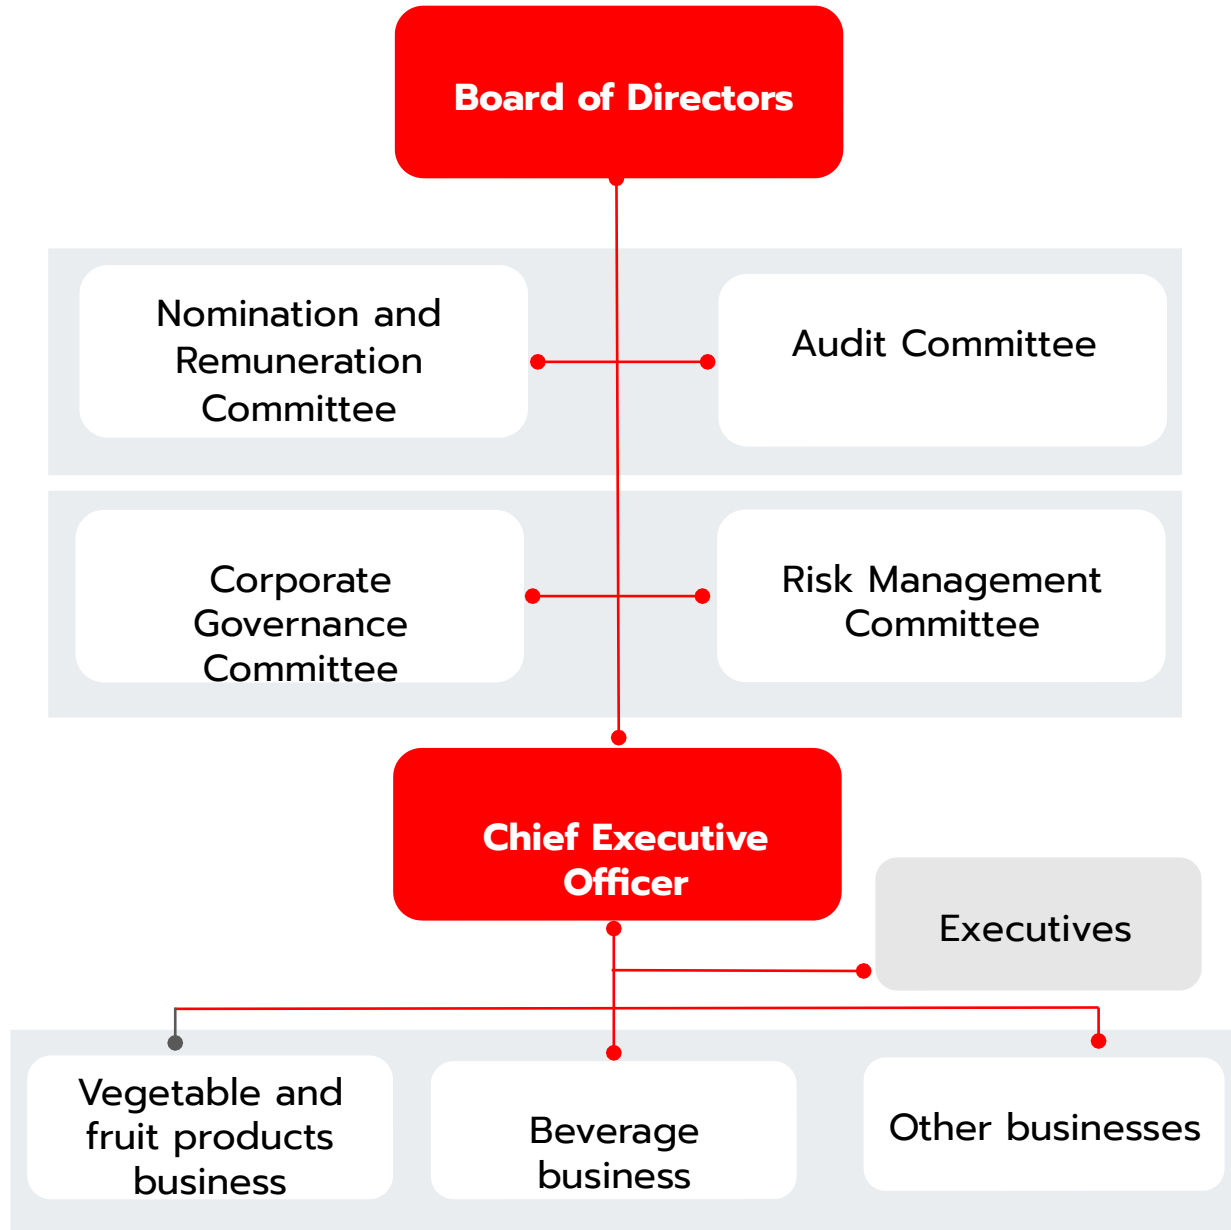 Board of Directors
Nomination and
Remuneration
Committee
Audit Committee
Corporate
Governance
Committee
Risk Management
Committee
Chief Executive
Officer
Executives
Vegetable and
fruit products
business
Beverage
business
Other businesses